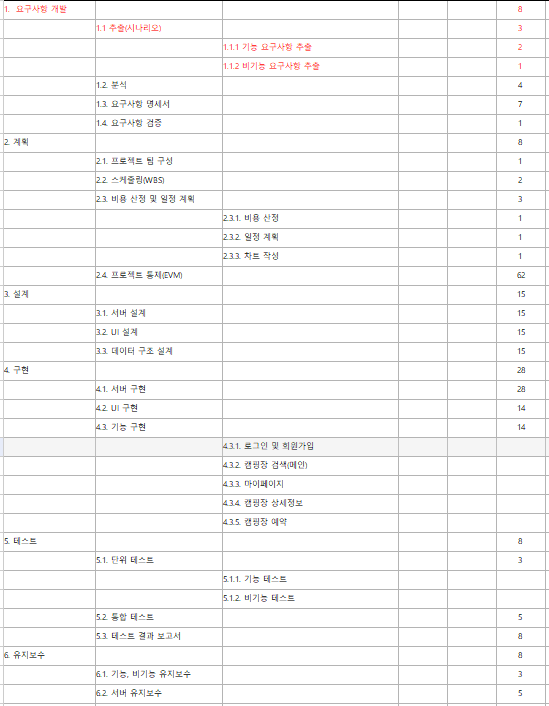 1. 요구사항 개발 8
1.1 추출(시나리오) 3
1.1.1 기능 요구사항 추출 2
1.1.2 비기능 요구사항 추출 1
1.2. 분석 4
1.3. 요구사항 명세서 7
1.4. 요구사항 검증 1
2. 계획 8
2.1. 프로젝트 팀 구성 1
2.2. 스케줄링(WBS) 2
2.3. 비용 산정 및 일정 계획 3
2.3.1. 비용 산정 1
2.3.2. 일정 계획 1
2.3.3. 차트 작성 1
2.4. 프로젝트 통제(EVM) 62
3. 설계 15
3.1. 서버 설계 15
3.2. UI 설계 15
3.3. 데이터 구조 설계 15
4. 구현 28
4.1. 서버 구현 28
4.2. UI 구현 14
4.3. 기능 구현 14
4.3.1. 로그인 및 회원가입
4.3.2. 캠핑장 검색(메인)
4.3.3. 마이페이지
4.3.4. 캠핑장 상세정보
4.3.5. 캠핑장 예약
5. 테스트 8
5.1. 단위 테스트 3
5.1.1. 기능 테스트
5.1.2. 비기능 테스트
5.2. 통합 테스트 5
5.3. 테스트 결과 보고서 8
6. 유지보수 8
6.1. 기능, 비기능 유지보수 3
6.2. 서버 유지보수 5